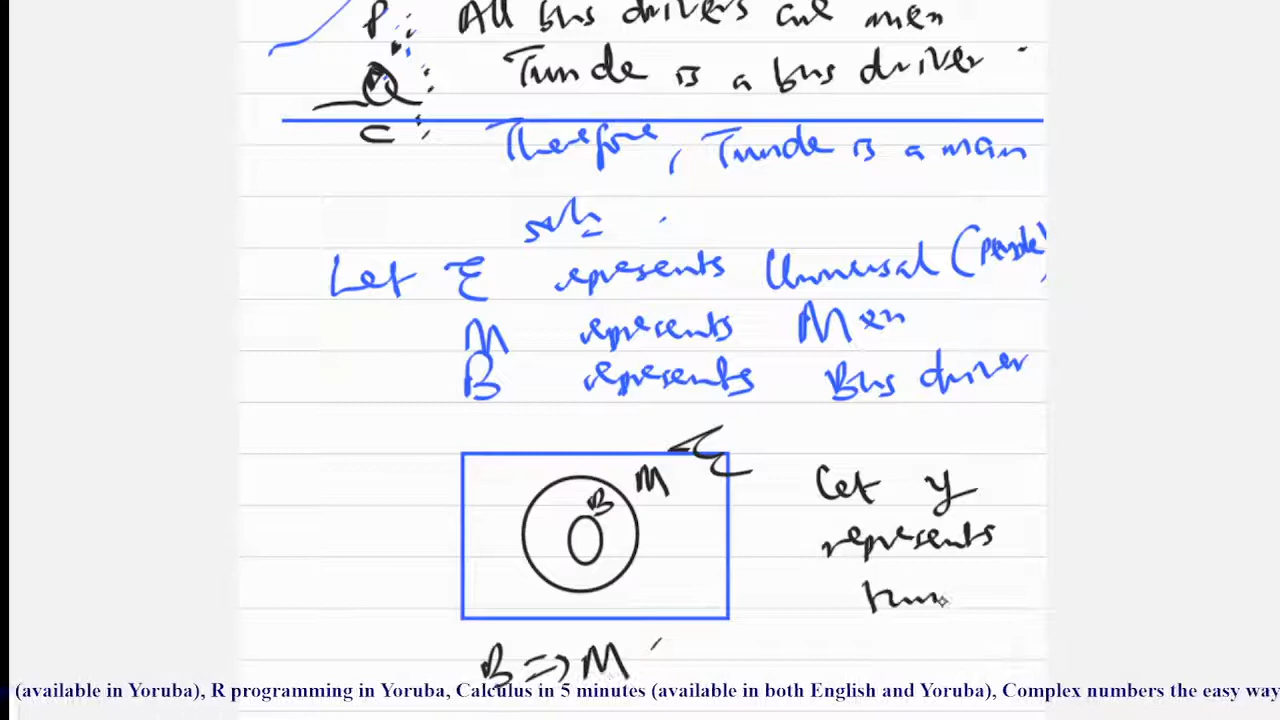 P : All bus drivers are men
Q : Tunde is a bus driver
C : Therefore, Tunde is a man
soln
Let ξ represents Universal (people)
M represents Men
B represents Bus driver
ξ
M
B
Let y
represents
tun
B => M
(available in Yoruba), R programming in Yoruba, Calculus in 5 minutes (available in both English and Yoruba), Complex numbers the easy way